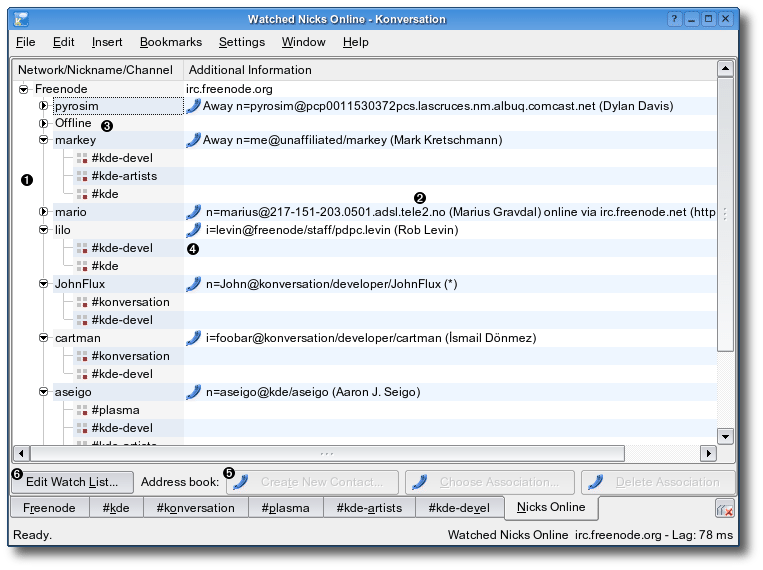 Watched Nicks Online - Konversation
File Edit Insert Bookmarks Settings Window Help
Network/Nickname/Channel Additional Information
Freenode irc.freenode.org
pyrosim Away n=pyrosim@pcp0011530372pcs.lascruces.nm.albuq.comcast.net (Dylan Davis)
Offline 3
markey Away n=me@unaffiliated/markey (Mark Kretschmann)
#kde-devel
1 #kde-artists
#kde 2
mario n=marius@217-151-203.0501.adsl.tele2.no (Marius Gravdal) online via irc.freenode.net (http
lilo i=levin@freenode/staff/pdpc.levin (Rob Levin)
#kde-devel 4
#kde
JohnFlux n=John@konversation/developer/JohnFlux (*)
#konversation
#kde-devel
cartman i=foobar@konversation/developer/cartman (İsmail Dönmez)
#konversation
#kde-devel
aseigo n=aseigo@kde/aseigo (Aaron J. Seigo)
#plasma
#kde-devel
#kde-artists
6 Edit Watch List... Address book: 5 Create New Contact... Choose Association... Delete Association
Freenode #kde #konversation #plasma #kde-artists #kde-devel Nicks Online
Ready. Watched Nicks Online irc.freenode.org - Lag: 78 ms